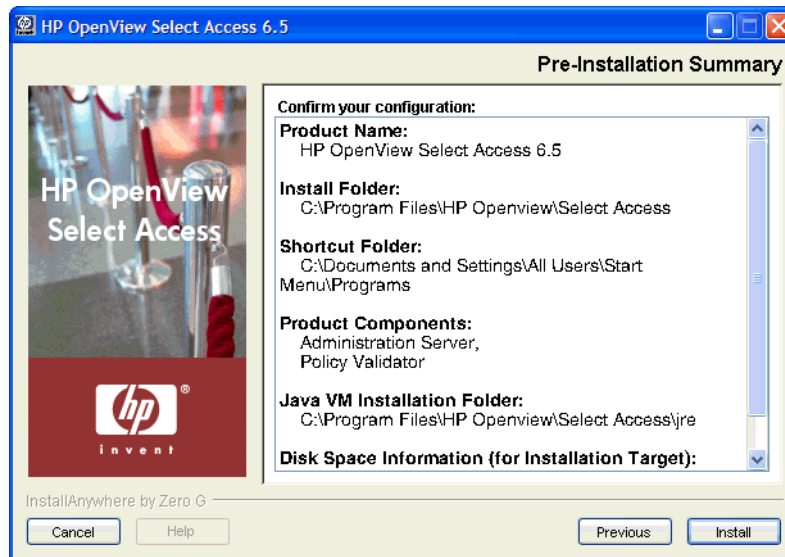 HP OpenView Select Access 6.5
Pre-Installation Summary
HP OpenView
Select Access
hp
®
invent
Confirm your configuration:
Product Name:
HP OpenView Select Access 6.5
Install Folder:
C:\Program Files\HP Openview\Select Access
Shortcut Folder:
C:\Documents and Settings\All Users\Start
Menu\Programs
Product Components:
Administration Server,
Policy Validator
Java VM Installation Folder:
C:\Program Files\HP Openview\Select Access\jre
Disk Space Information (for Installation Target):
InstallAnywhere by Zero G
Cancel
Help
Previous
Install